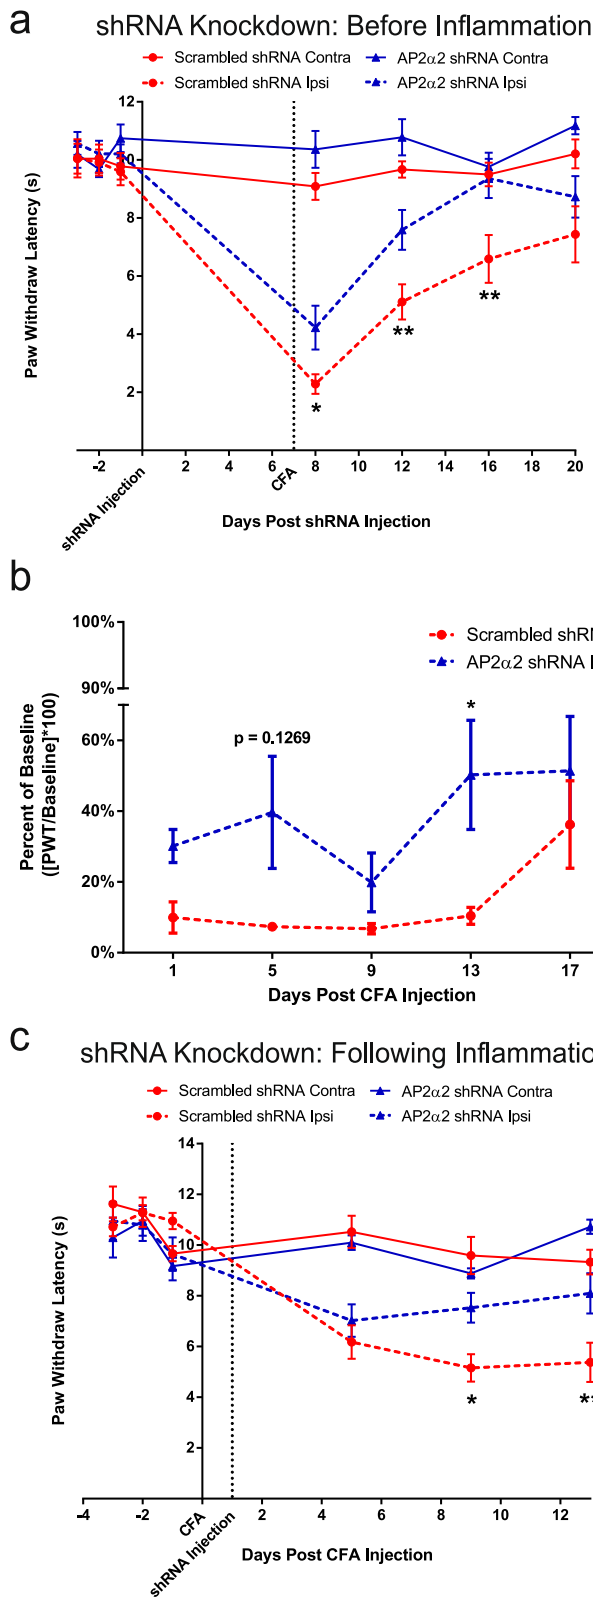 a
shRNA Knockdown: Before Inflammation
Scrambled shRNA Contra
AP2α2 shRNA Contra
Scrambled shRNA Ipsi
AP2α2 shRNA Ipsi
Paw Withdraw Latency (s)
12
10
8
6
4
2
*
**
**
-2 2 4 6 8 12 14 16 18 20
shRNA Injection
CFA
Days Post shRNA Injection
b
100%
90%
60%
40%
20%
0%
Percent of Baseline
([PWT/Baseline]*100)
Scrambled
AP2α2 shRNA
p = 0.1269
*
1 5 9 13 17
Days Post CFA Injection
c
shRNA Knockdown: Following
Scrambled shRNA Contra
AP2α2 shRNA Contra
Scrambled shRNA Ipsi
AP2α2 shRNA Ipsi
Paw Withdraw Latency (s)
14
12
10
8
6
4
2
*
-4 -2 2 4 6 8 10 12
CFA
shRNA Injection
Days Post CFA Injection